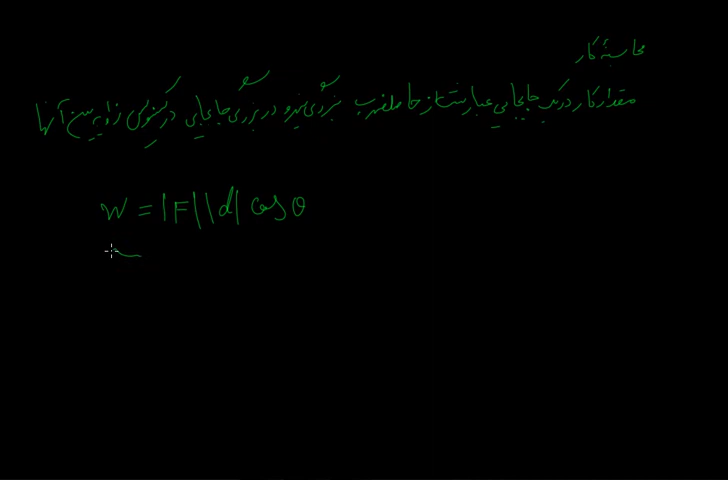 محاسبهٔ کار
مقدار کار در یک جابجایی عبارتست از حاصلضرب بزرگی نیرو در بزرگی جابجایی در کسینوس زاویه بین آنها
W = |F||d| cos θ